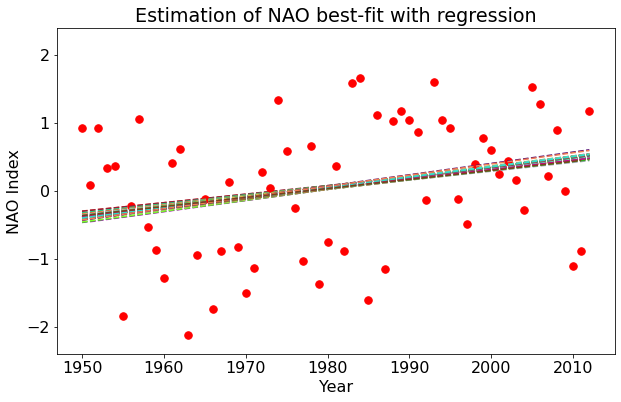 Estimation of NAO best-fit with regression
2
1
0
−1
−2
NAO Index
1950 1960 1970 1980 1990 2000 2010
Year